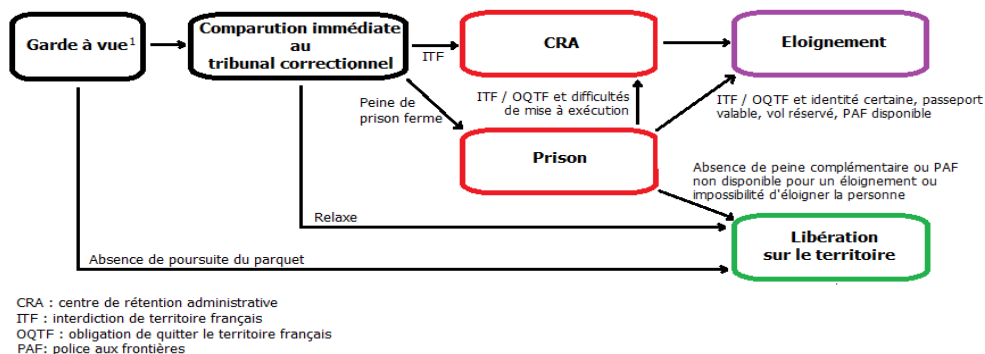 Garde à vue¹
Comparution immédiate
au
tribunal correctionnel
ITF
CRA
Eloignement
Peine de
prison ferme
ITF / OQTF et difficultés
de mise à exécution
ITF / OQTF et identité certaine, passeport
valable, vol réservé, PAF disponible
Prison
Absence de peine complémentaire ou PAF
non disponible pour un éloignement ou
impossibilité d'éloigner la personne
Relaxe
Libération
sur le territoire
Absence de poursuite du parquet
CRA : centre de rétention administrative
ITF : interdiction de territoire français
OQTF : obligation de quitter le territoire français
PAF: police aux frontières